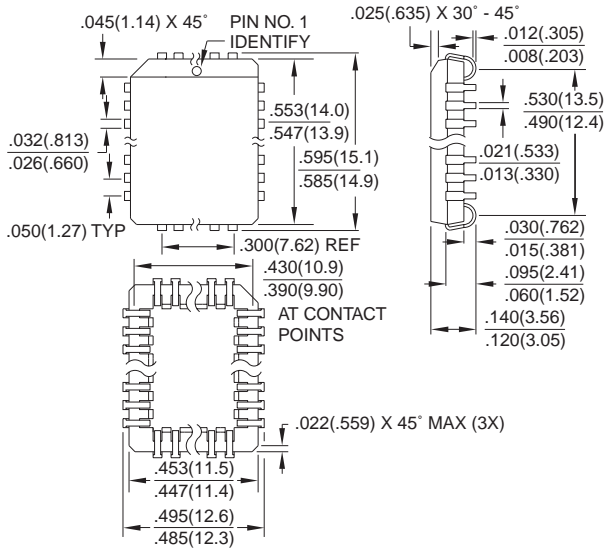 .045(1.14) X 45°
PIN NO. 1
IDENTIFY
.025(.635) X 30° - 45°
.012(.305)
.008(.203)
.553(14.0)
.547(13.9)
.530(13.5)
.490(12.4)
.032(.813)
.026(.660)
.595(15.1)
.585(14.9)
.021(.533)
.013(.330)
.050(1.27) TYP
.300(7.62) REF
.030(.762)
.015(.381)
.430(10.9)
.390(9.90)
AT CONTACT
POINTS
.095(2.41)
.060(1.52)
.140(3.56)
.120(3.05)
.022(.559) X 45° MAX (3X)
.453(11.5)
.447(11.4)
.495(12.6)
.485(12.3)